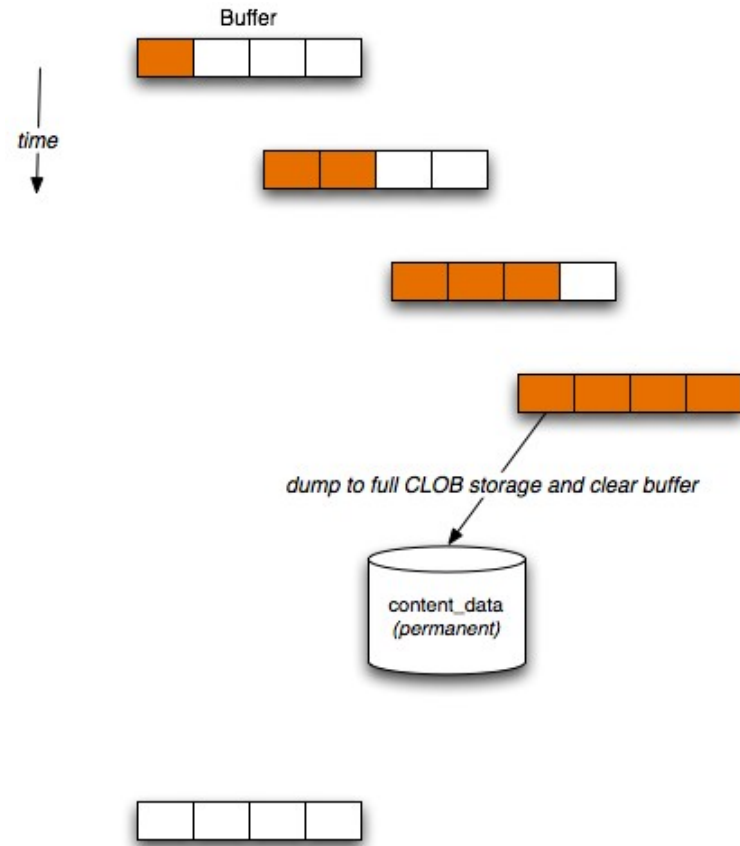 Buffer
time
dump to full CLOB storage and clear buffer
content_data
(permanent)